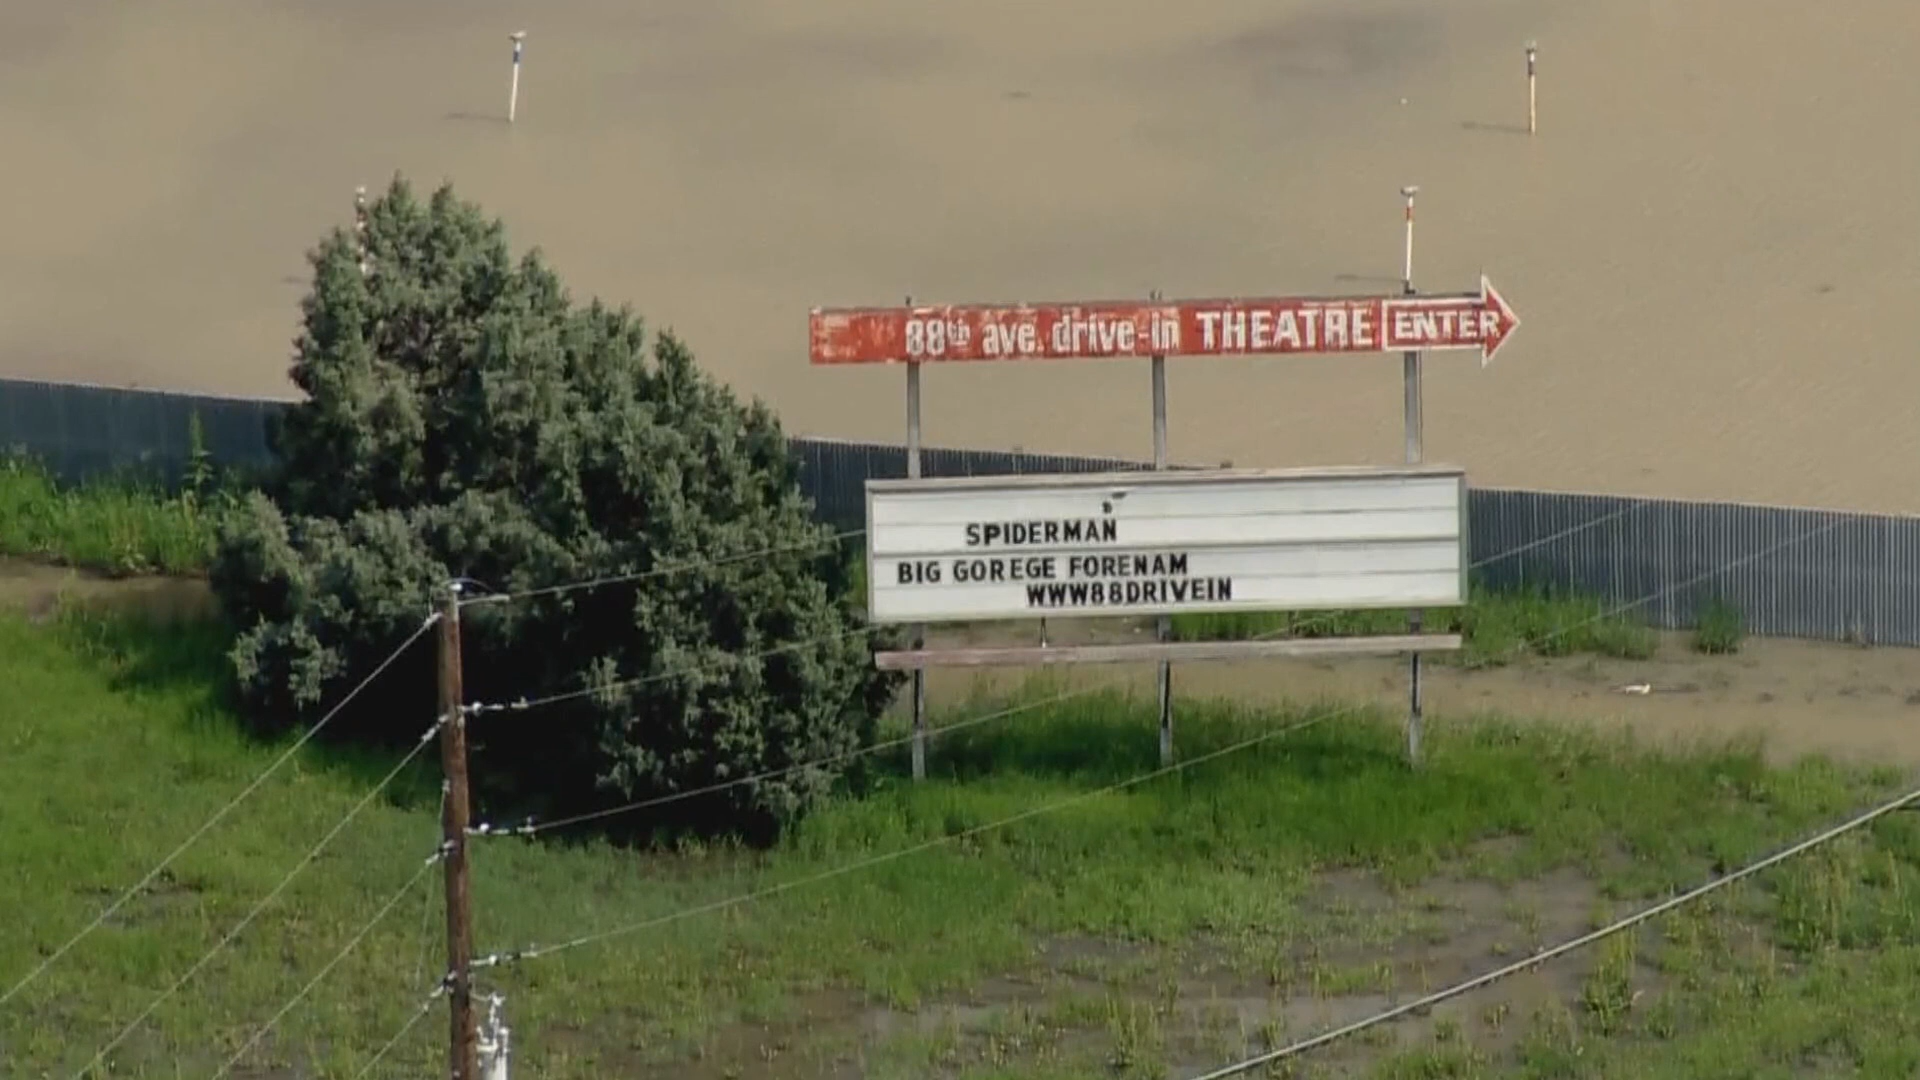 88th ave. drive-in THEATRE ENTER
SPIDERMAN
BIG GOREGE FORENAM
WWW88DRIVEIN